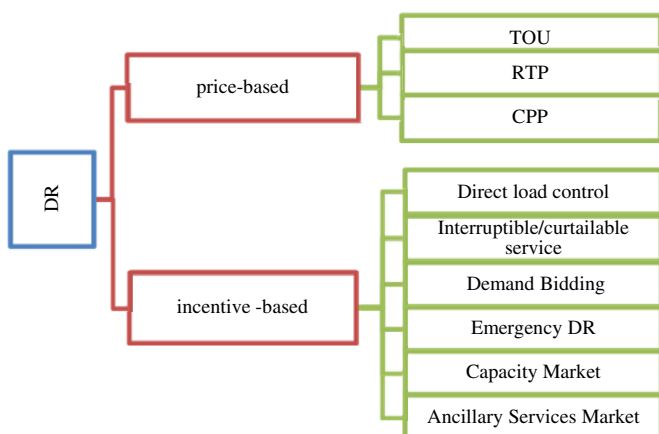 DR
price-based
TOU
RTP
CPP
incentive -based
Direct load control
Interruptible/curtailable
service
Demand Bidding
Emergency DR
Capacity Market
Ancillary Services Market